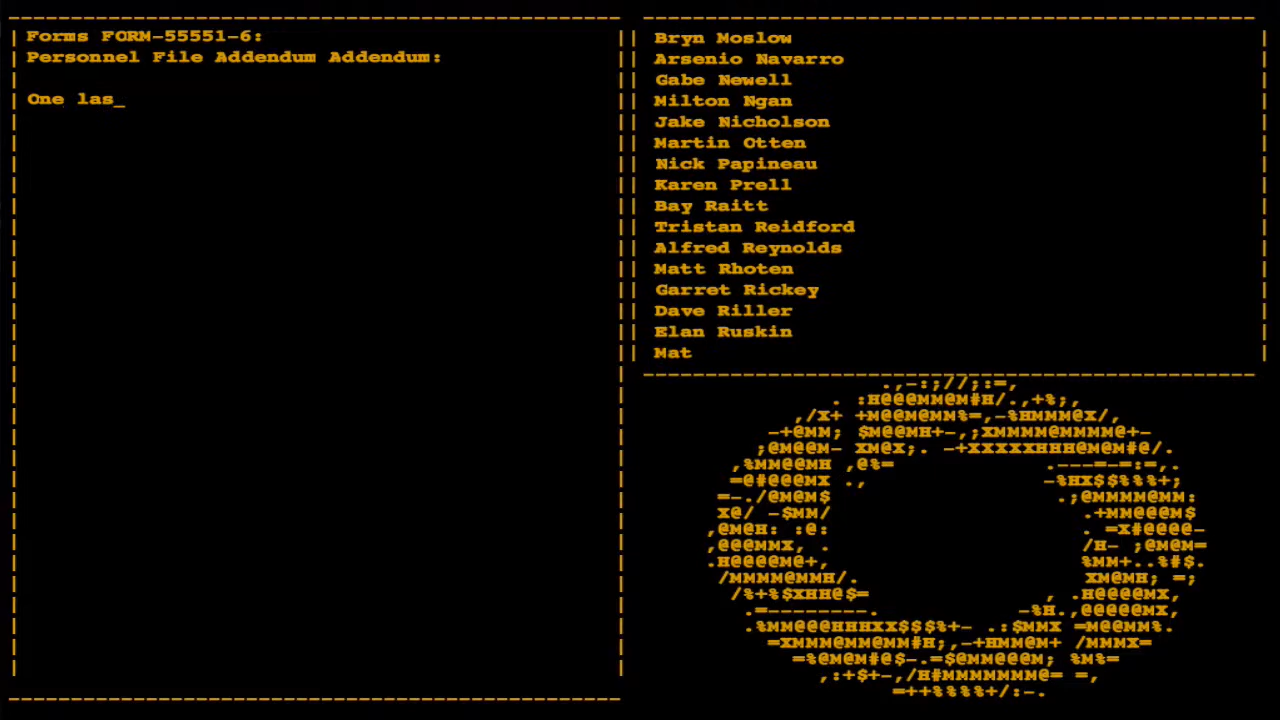 Forms FORM-55551-6:
Personnel File Addendum Addendum:
One las_
Bryn Moslow
Arsenio Navarro
Gabe Newell
Milton Ngan
Jake Nicholson
Martin Otten
Nick Papineau
Karen Prell
Bay Raitt
Tristan Reidford
Alfred Reynolds
Matt Rhoten
Garret Rickey
Dave Riller
Elan Ruskin
Mat